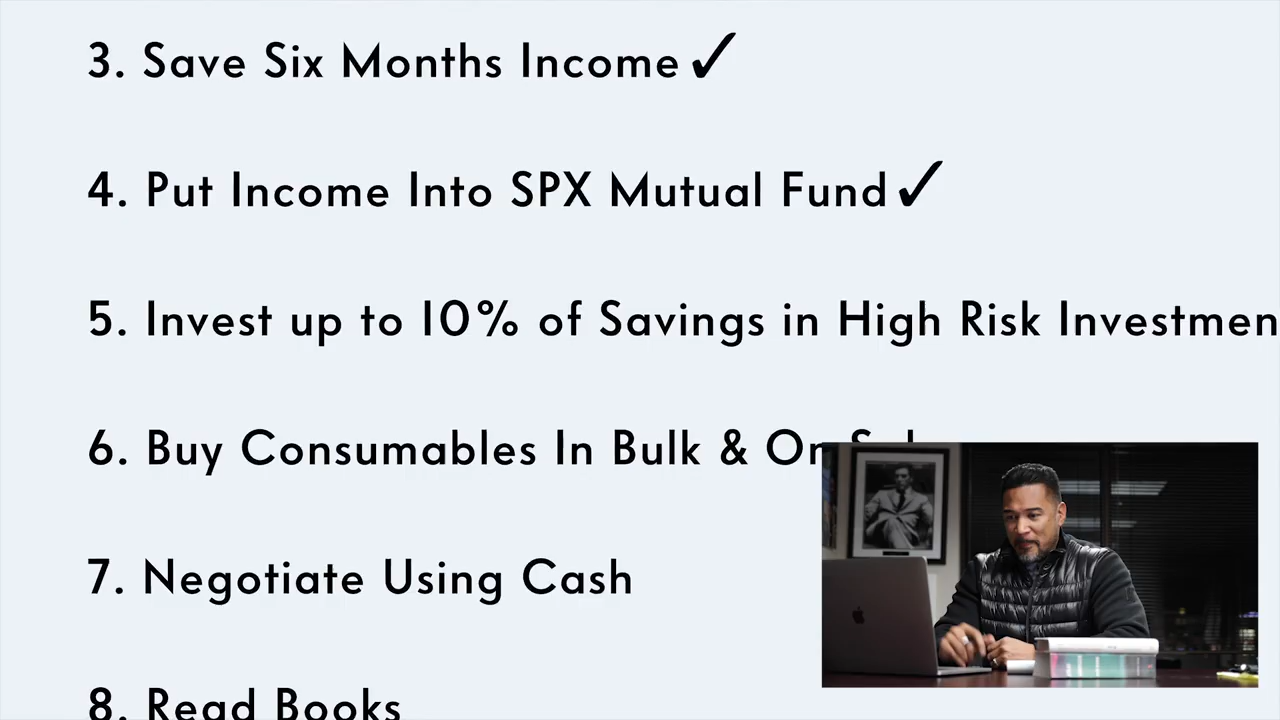 3. Save Six Months Income ✓
4. Put Income Into SPX Mutual Fund ✓
5. Invest up to 10% of Savings in High Risk Investmen
6. Buy Consumables In Bulk & On
7. Negotiate Using Cash
8. Read Books